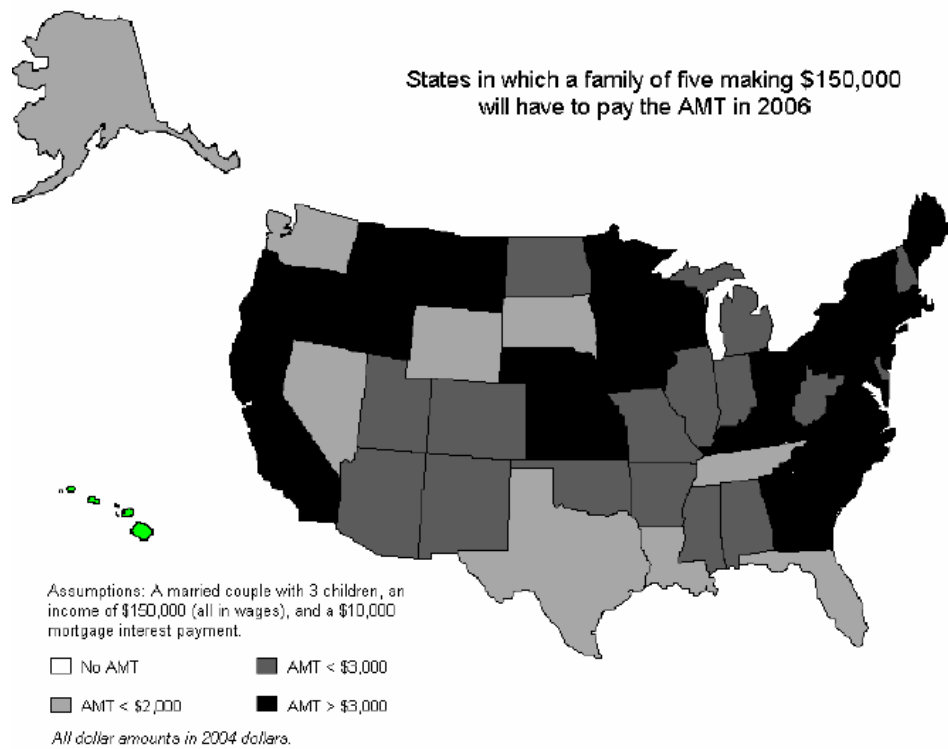 States in which a family of five making $150,000
will have to pay the AMT in 2006
Assumptions: A married couple with 3 children, an
income of $150,000 (all in wages), and a $10,000
mortgage interest payment.
No AMT
AMT < $3,000
AMT < $2,000
AMT > $3,000
All dollar amounts in 2004 dollars.